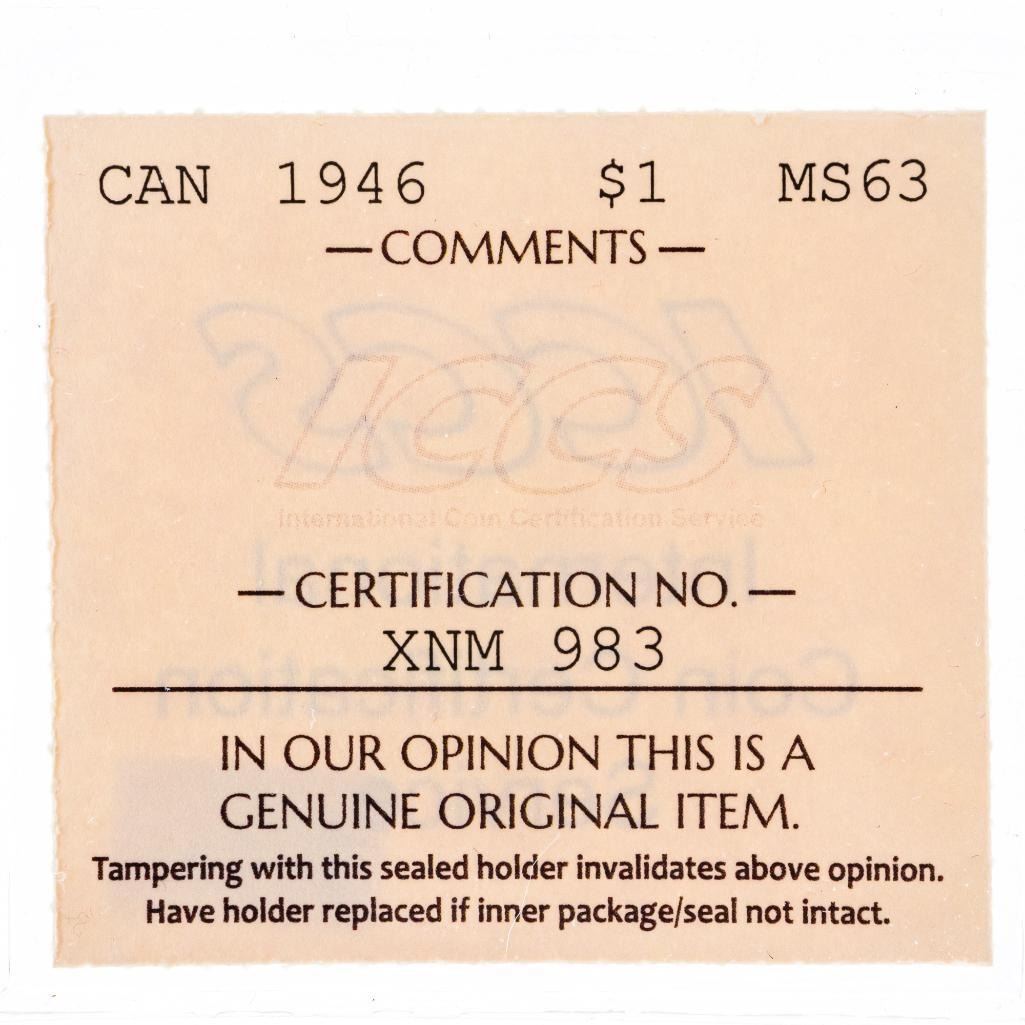 CAN 1946 $1 MS63
—COMMENTS—
ICCS
International Coin Certification Service
—CERTIFICATION NO.—
XNM 983
IN OUR OPINION THIS IS A
GENUINE ORIGINAL ITEM.
Tampering with this sealed holder invalidates above opinion.
Have holder replaced if inner package/seal not intact.